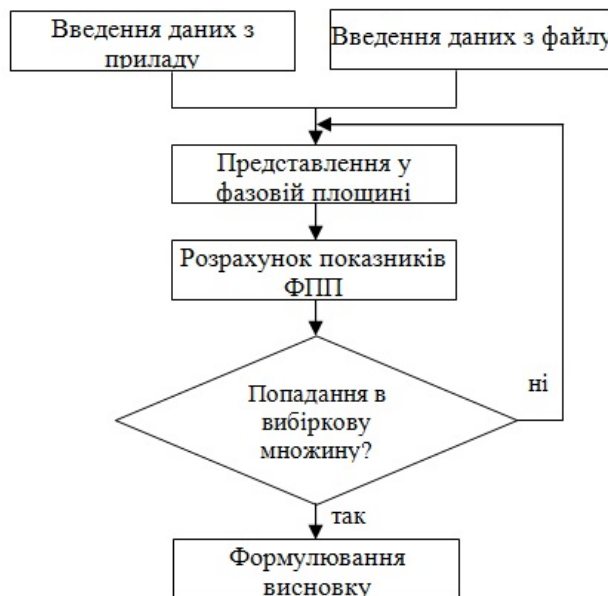 Введення даних з
приладу
Введення даних з файлу
Представлення у
фазовій площині
Розрахунок показників
ФПП
Попадання в
вибіркову
множину?
ні
так
Формулювання
висновку